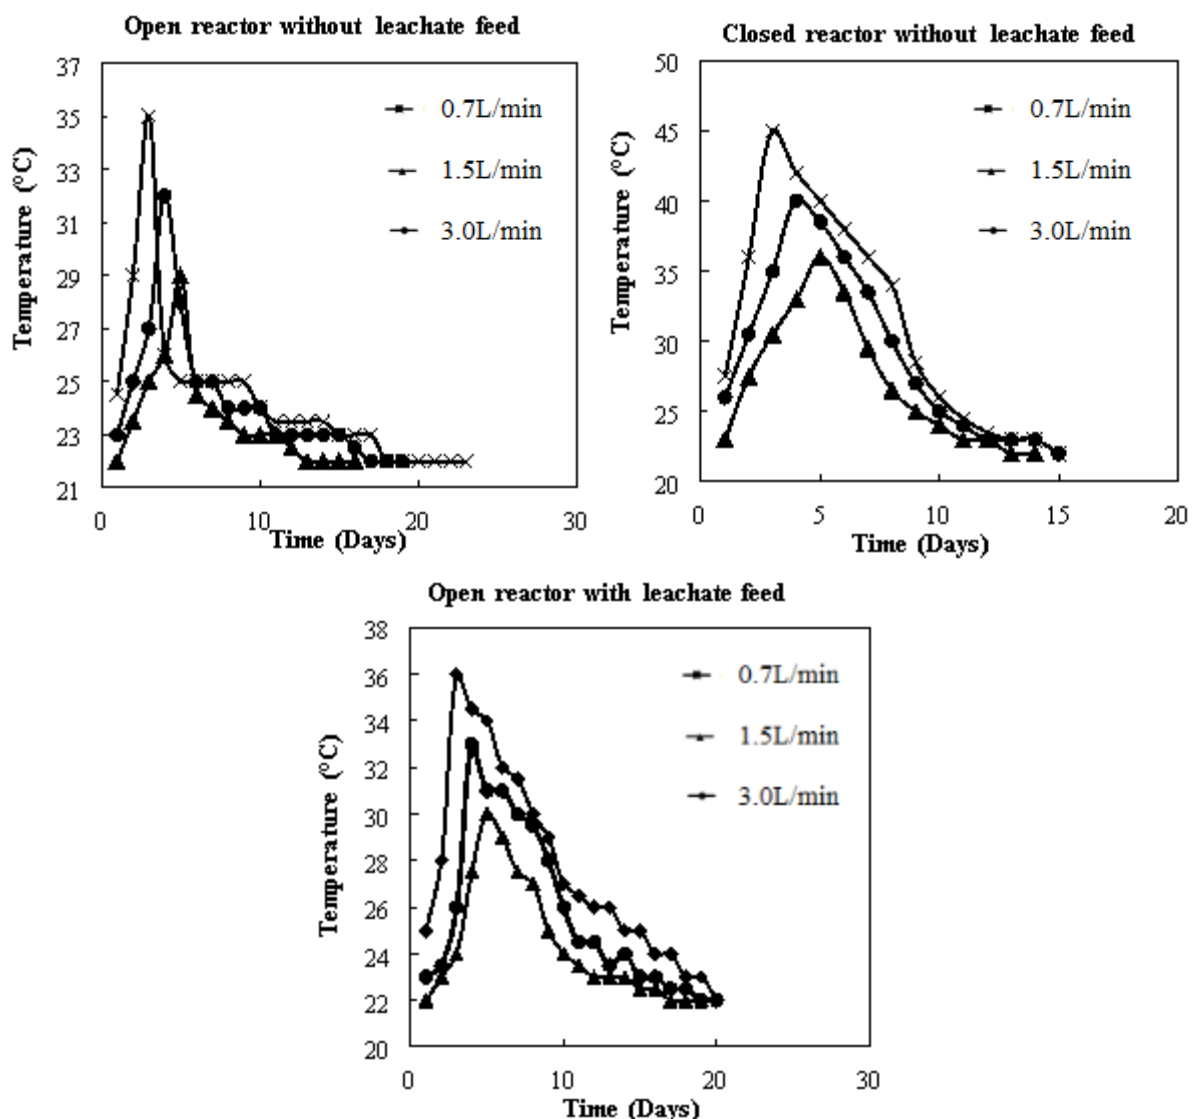 Open reactor without leachate feed
Temperature (°C)
37
35
33
31
29
27
25
23
21
0
10
20
30
Time (Days)
0.7L/min
1.5L/min
3.0L/min
Closed reactor without leachate feed
Temperature (°C)
50
45
40
35
30
25
20
0
5
10
15
20
Time (Days)
0.7L/min
1.5L/min
3.0L/min
Open reactor with leachate feed
Temperature (°C)
38
36
34
32
30
28
26
24
22
20
0
10
20
30
Time (Days)
0.7L/min
1.5L/min
3.0L/min